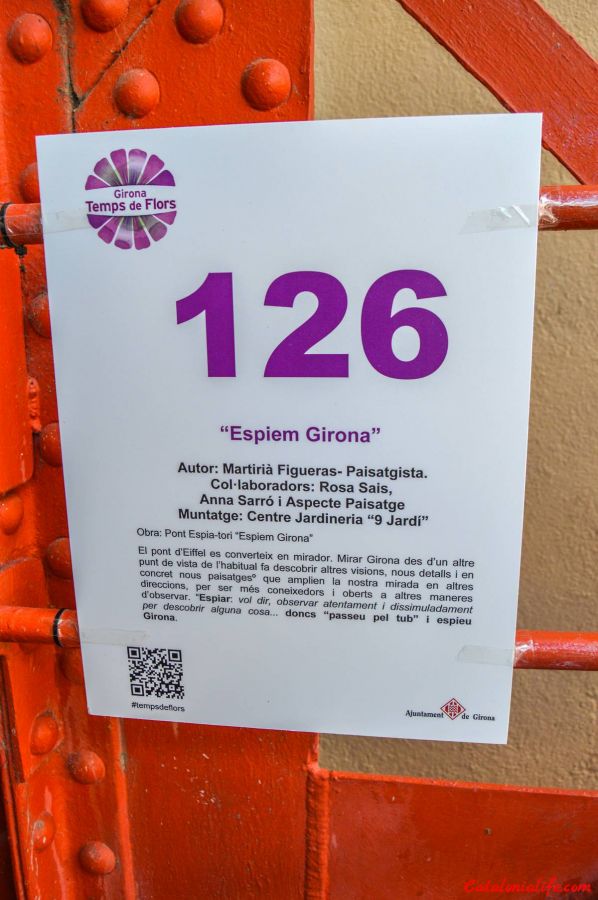 Girona
Temps de Flors
126
“Espiem Girona”
Autor: Martirià Figueras- Paisatgista.
Col·laboradors: Rosa Sais,
Anna Sarró i Aspecte Paisatge
Muntatge: Centre Jardineria “9 Jardí”
Obra: Pont Espia-tori “Espiem Girona”
El pont d’Eiffel es converteix en mirador. Mirar Girona des d’un altre
punt de vista de l’habitual fa descobrir altres visions, nous detalls i en
concret nous paisatgesº que amplien la nostra mirada en altres
direccions, per ser més coneixedors i oberts a altres maneres
d’observar. “Espiar: vol dir, observar atentament i dissimuladament
per descobrir alguna cosa... doncs “passeu pel tub” i espieu
Girona.
#tempsdeflors
Ajuntament de Girona
Catalonialife.com